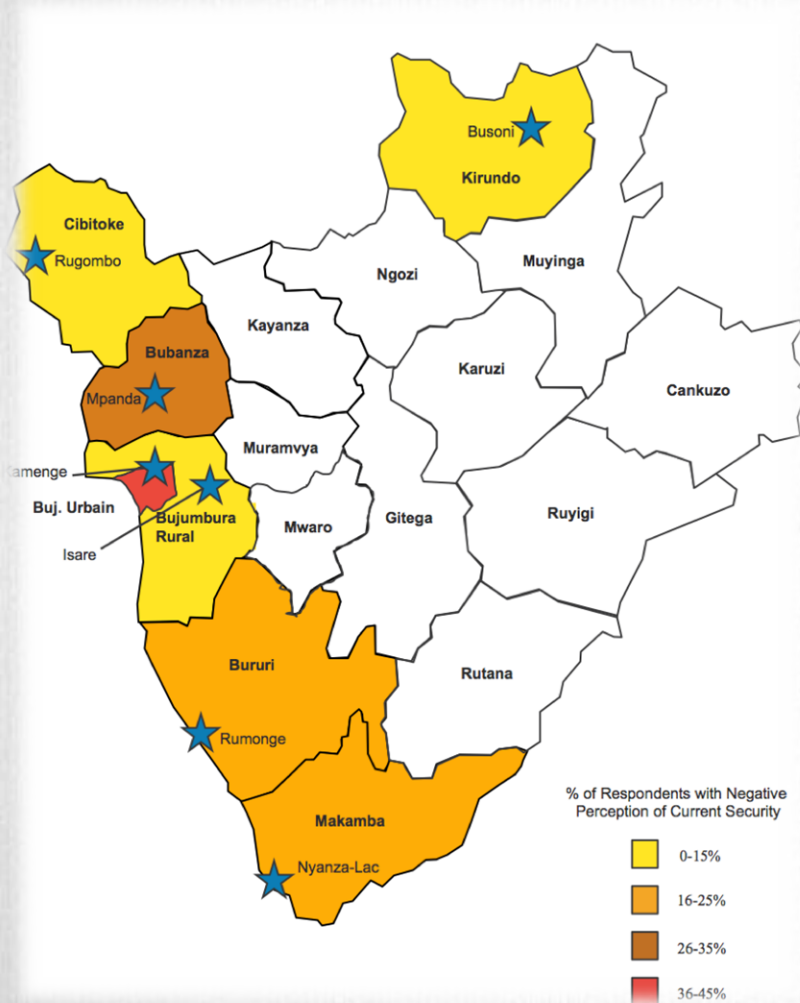 Busoni
Kirundo
Cibitoke
Rugombo
Ngozi
Muyinga
Kayanza
Bubanza
Karuzi
Mpanda
Cankuzo
Muramvya
amenge
Buj. Urbain
Bujumbura
Rural
Mwaro
Gitega
Ruyigi
Isare
Bururi
Rutana
Rumonge
% of Respondents with Negative
Perception of Current Security
Makamba
0-15%
Nyanza-Lac
16-25%
26-35%
36-45%